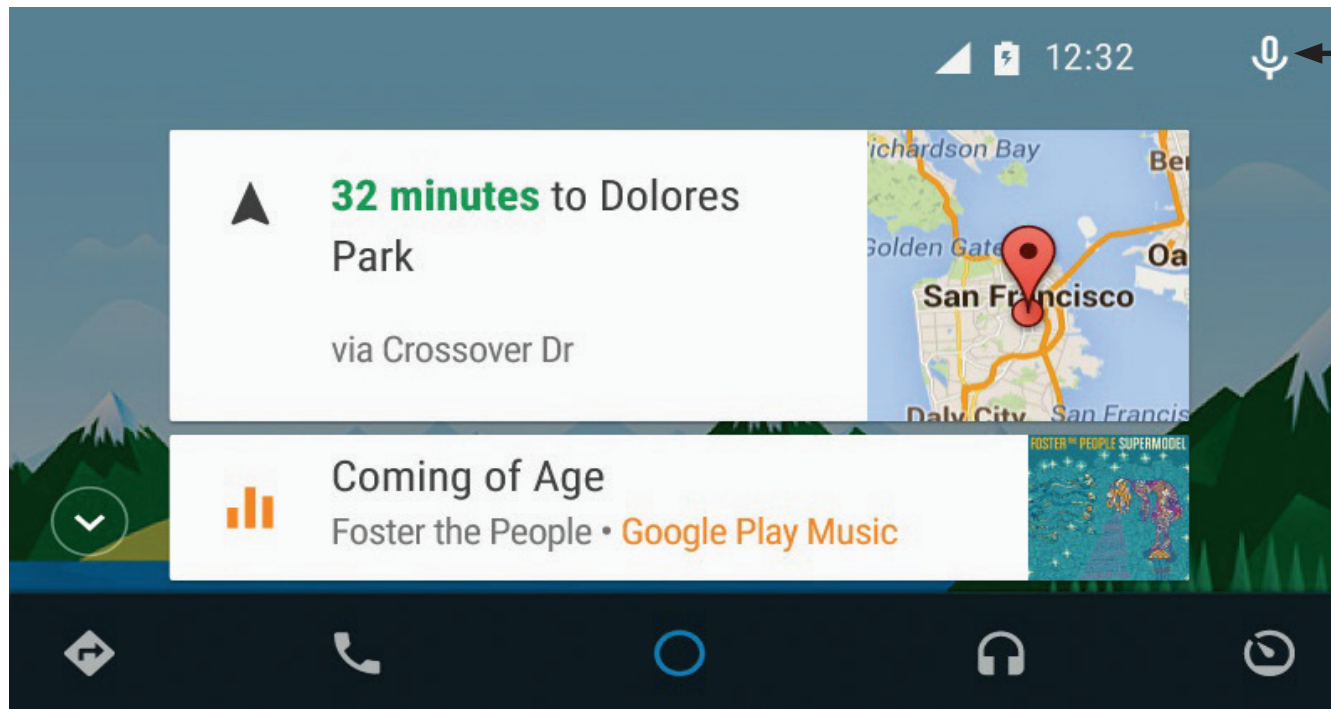 12:32
32 minutes to Dolores
Park
via Crossover Dr
ichardson Bay
Ber
Golden Gate
Oa
San Francisco
Daly City
San Francis
Coming of Age
Foster the People • Google Play Music
FOSTER THE PEOPLE SUPERMODEL